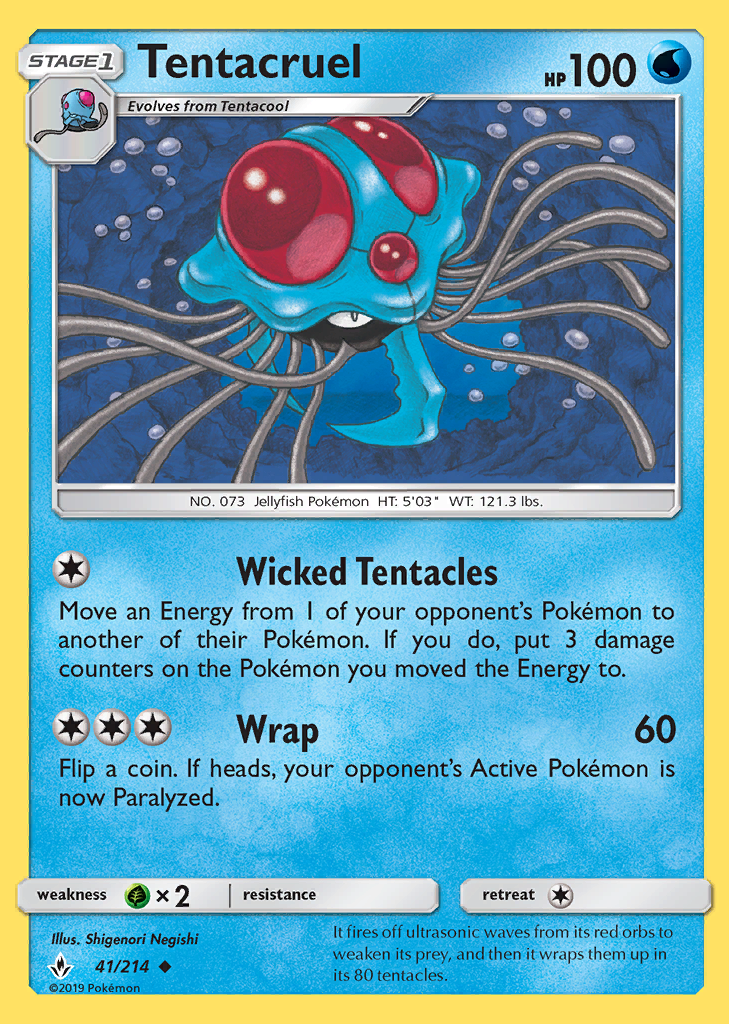 STAGE 1
Tentacruel
HP 100
Evolves from Tentacool
NO. 073 Jellyfish Pokémon HT: 5'03" WT: 121.3 lbs.
Wicked Tentacles
Move an Energy from 1 of your opponent's Pokémon to
another of their Pokémon. If you do, put 3 damage
counters on the Pokémon you moved the Energy to.
Wrap 60
Flip a coin. If heads, your opponent's Active Pokémon is
now Paralyzed.
weakness ×2 resistance retreat
Illus. Shigenori Negishi
41/214
©2019 Pokémon
It fires off ultrasonic waves from its red orbs to
weaken its prey, and then it wraps them up in
its 80 tentacles.